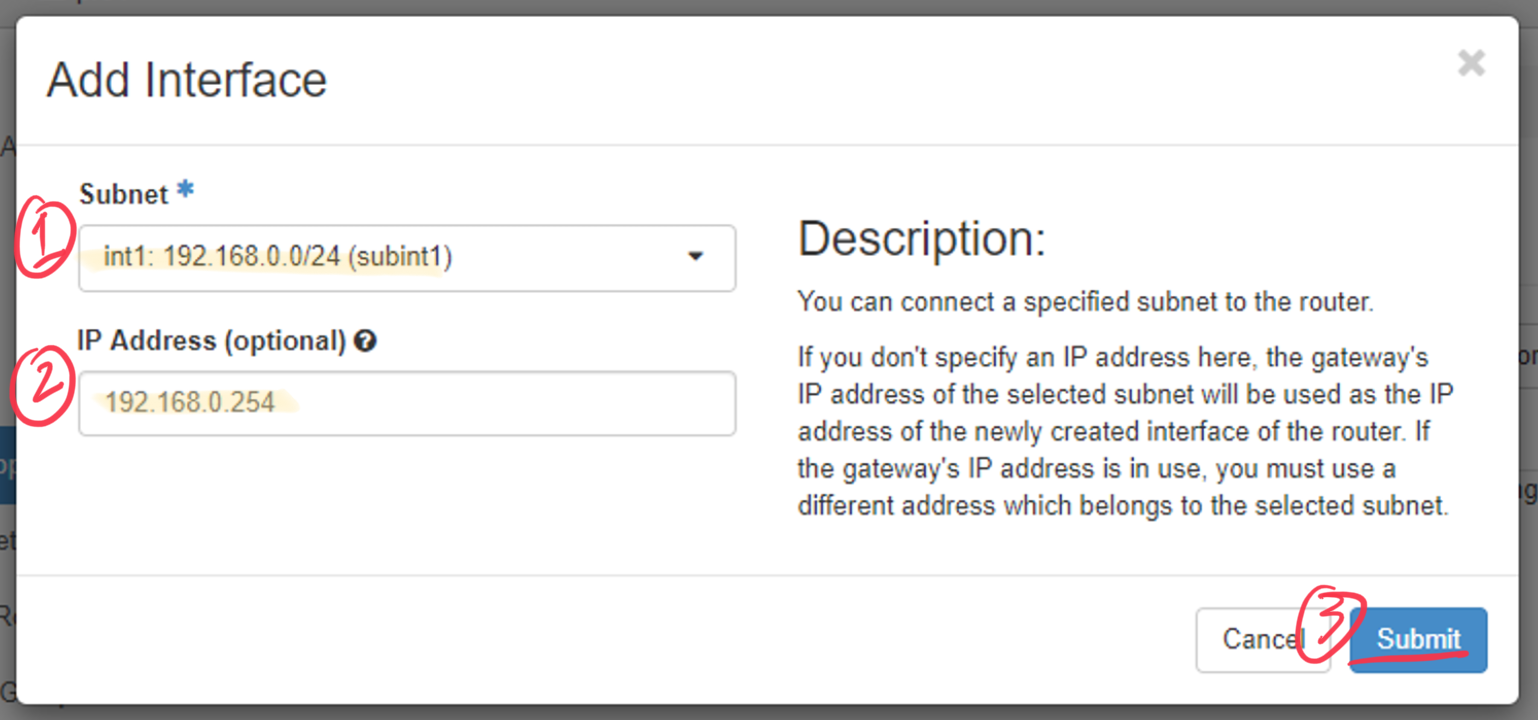 Add Interface
×
Subnet *
1
int1: 192.168.0.0/24 (subint1)
IP Address (optional) ?
2
192.168.0.254
Description:
You can connect a specified subnet to the router.
If you don't specify an IP address here, the gateway's
IP address of the selected subnet will be used as the IP
address of the newly created interface of the router. If
the gateway's IP address is in use, you must use a
different address which belongs to the selected subnet.
Cancel
3
Submit